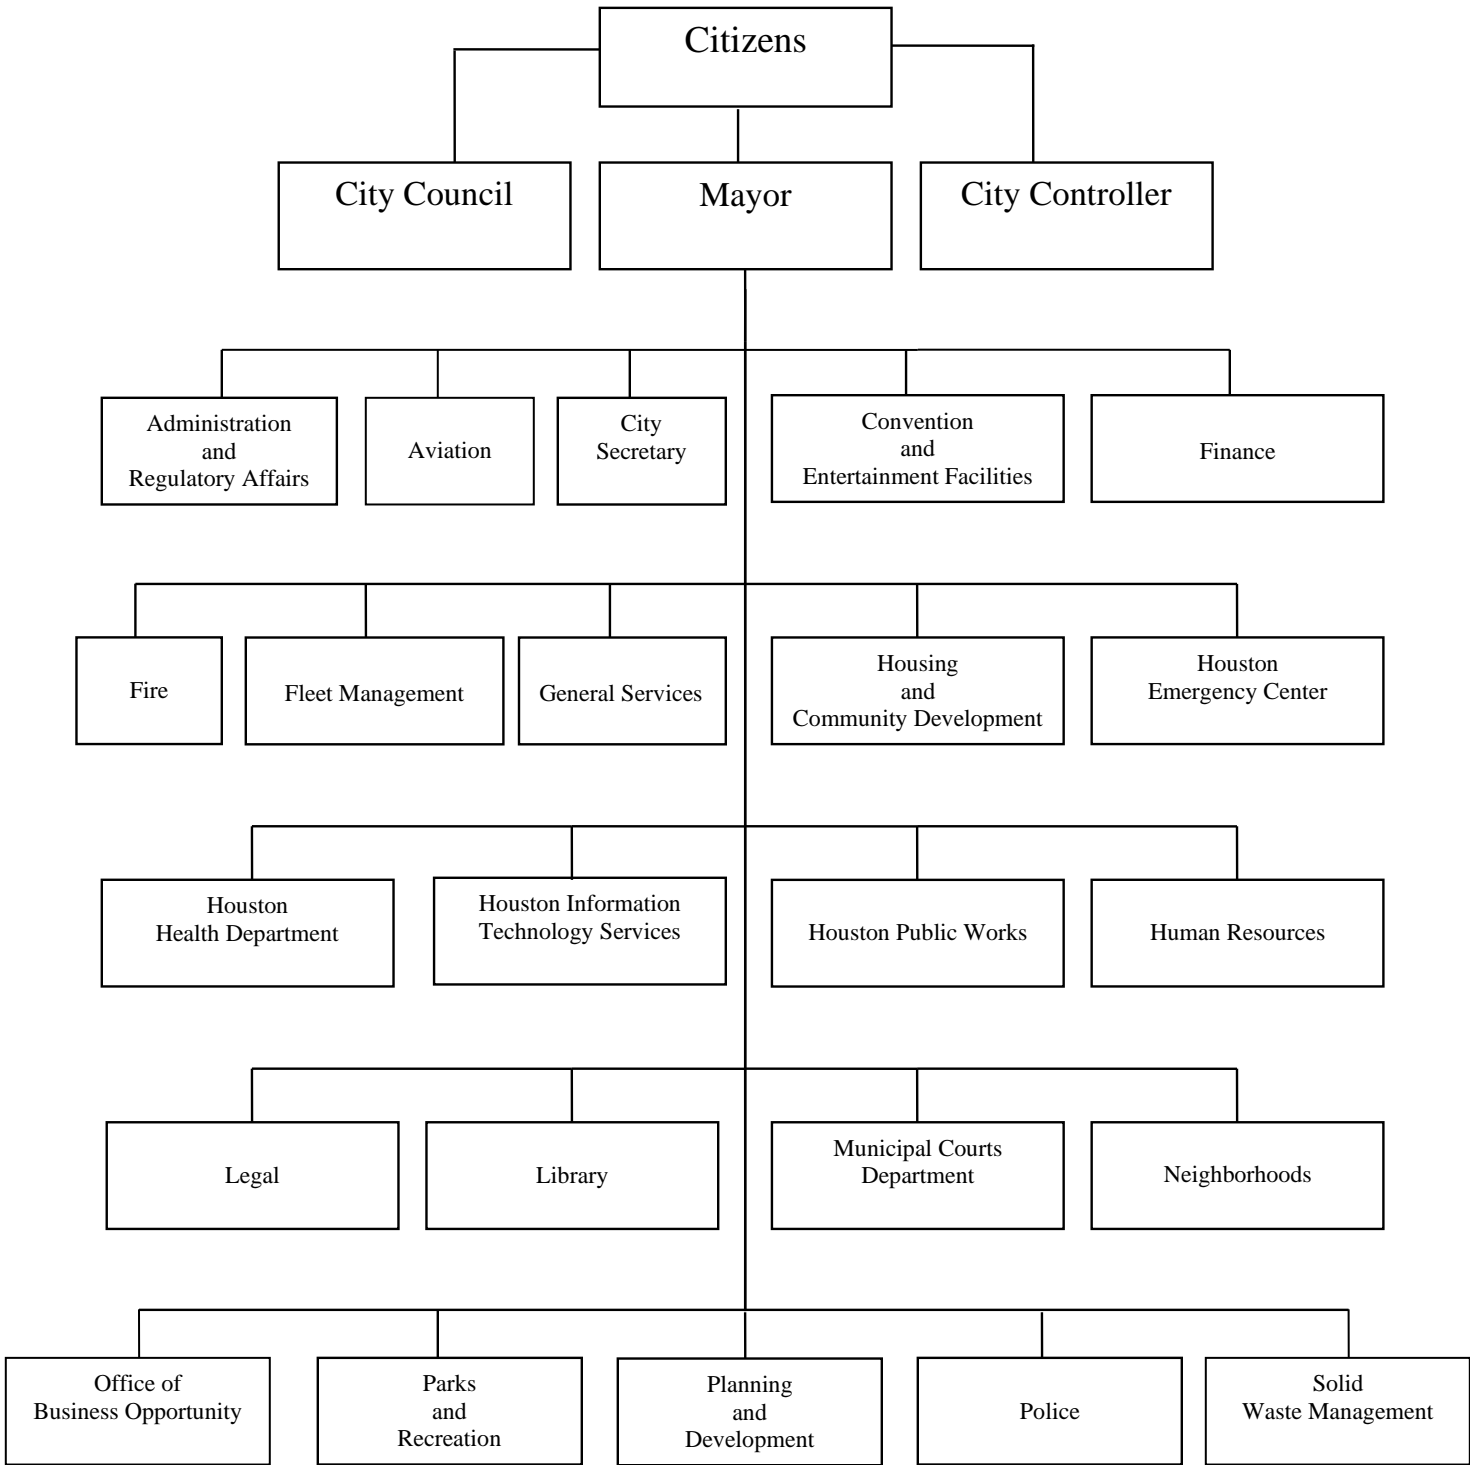 Citizens
City Council
Mayor
City Controller
Administration
and
Regulatory Affairs
Aviation
City
Secretary
Convention
and
Entertainment Facilities
Finance
Fire
Fleet Management
General Services
Housing
and
Community Development
Houston
Emergency Center
Houston
Health Department
Houston Information
Technology Services
Houston Public Works
Human Resources
Legal
Library
Municipal Courts
Department
Neighborhoods
Office of
Business Opportunity
Parks
and
Recreation
Planning
and
Development
Police
Solid
Waste Management